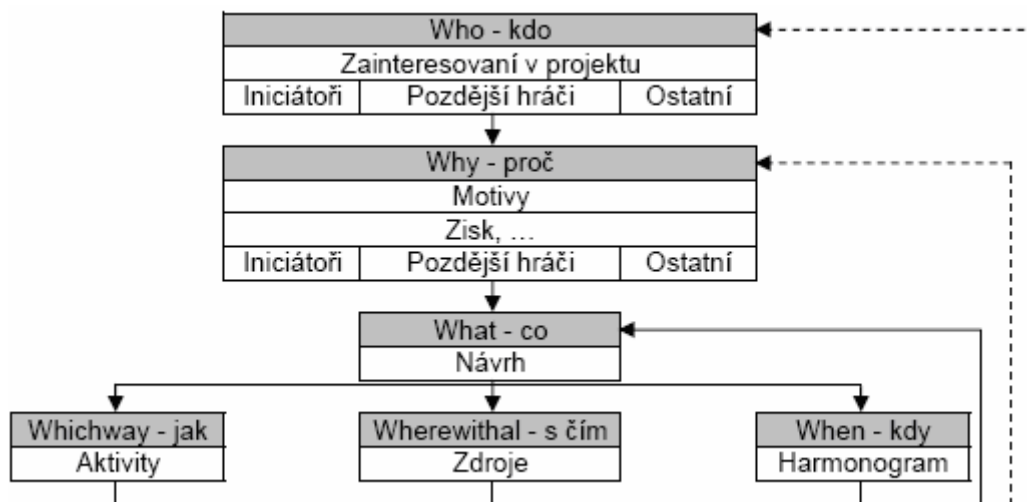 Who - kdo
Zainteresovaní v projektu
Iniciátoři Pozdější hráči Ostatní
Why - proč
Motivy
Zisk, ...
Iniciátoři Pozdější hráči Ostatní
What - co
Návrh
Whichway - jak Wherewithal - s čím When - kdy
Aktivity Zdroje Harmonogram